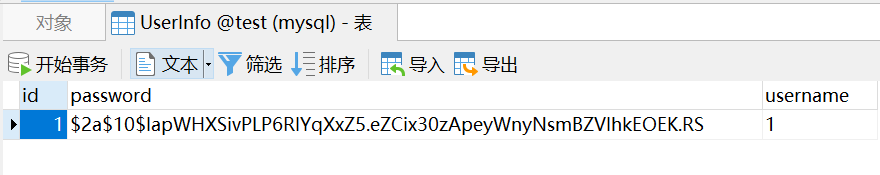 对象 UserInfo @test (mysql) - 表
开始事务 文本 筛选 排序 导入 导出
id password username
1 $2a$10$IapWHXSivPLP6RlYqXxZ5.eZCix30zApeyWnyNsmBZVlhkEOEK.RS 1